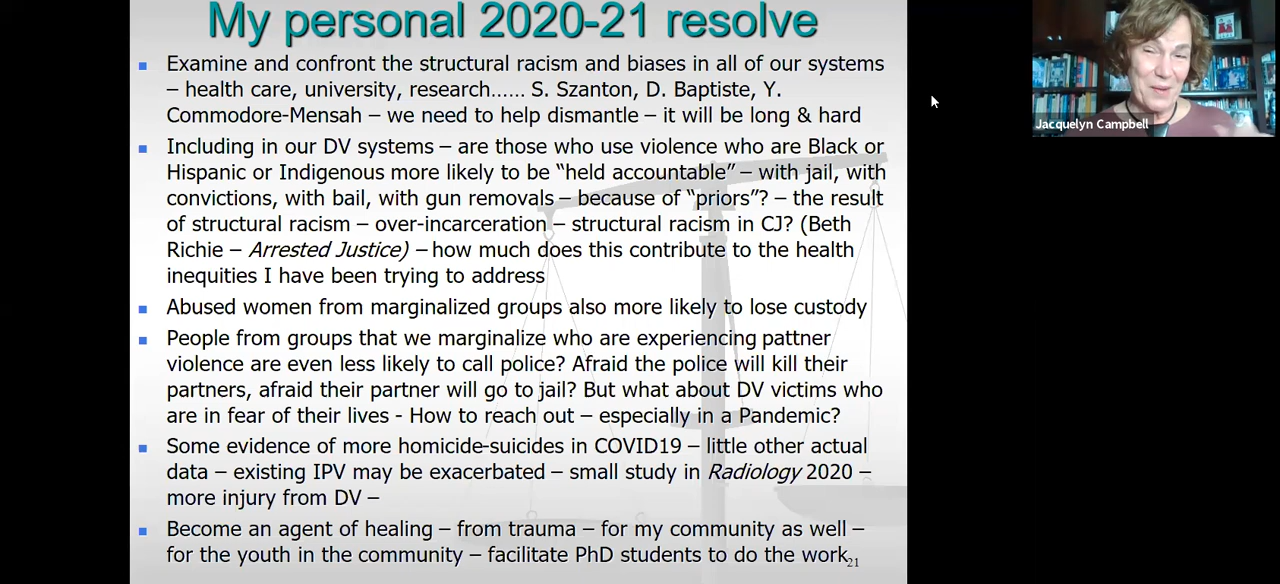 My personal 2020-21 resolve
Examine and confront the structural racism and biases in all of our systems
– health care, university, research…… S. Szanton, D. Baptiste, Y.
Commodore-Mensah – we need to help dismantle – it will be long & hard
Including in our DV systems – are those who use violence who are Black or
Hispanic or Indigenous more likely to be “held accountable” – with jail, with
convictions, with bail, with gun removals – because of “priors”? – the result
of structural racism – over-incarceration – structural racism in CJ? (Beth
Richie – Arrested Justice) – how much does this contribute to the health
inequities I have been trying to address
Abused women from marginalized groups also more likely to lose custody
People from groups that we marginalize who are experiencing pattner
violence are even less likely to call police? Afraid the police will kill their
partners, afraid their partner will go to jail? But what about DV victims who
are in fear of their lives - How to reach out – especially in a Pandemic?
Some evidence of more homicide-suicides in COVID19 – little other actual
data – existing IPV may be exacerbated – small study in Radiology 2020 –
more injury from DV –
Become an agent of healing – from trauma – for my community as well –
for the youth in the community – facilitate PhD students to do the work
21
Jacquelyn Campbell